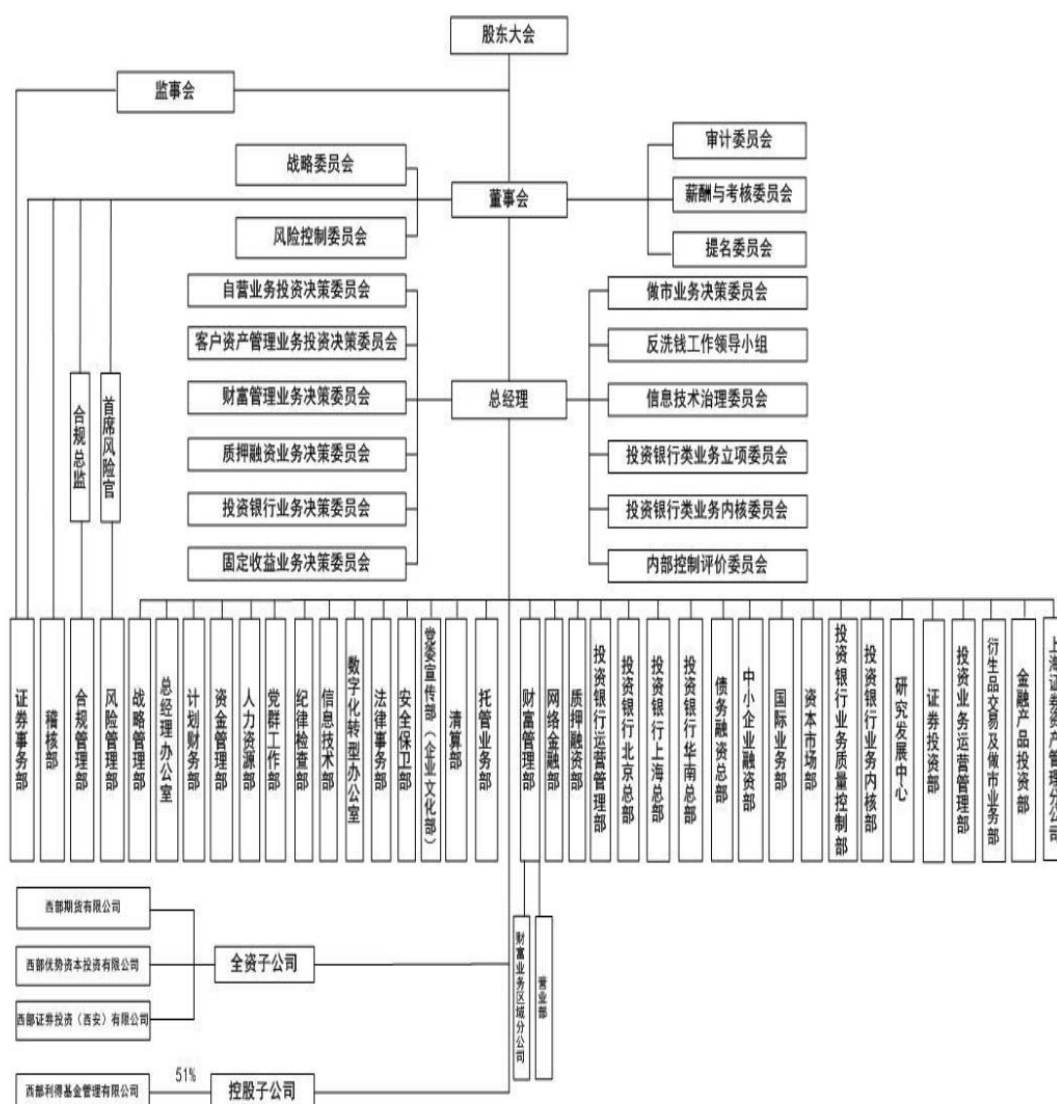 股东大会
监事会
战略委员会
审计委员会
董事会
薪酬与考核委员会
风险控制委员会
提名委员会
自营业务投资决策委员会
做市业务决策委员会
客户资产管理业务投资决策委员会
反洗钱工作领导小组
合规总监
首席风险官
财富管理业务决策委员会
总经理
信息技术治理委员会
质押融资业务决策委员会
投资银行类业务立项委员会
投资银行业务决策委员会
投资银行类业务内核委员会
固定收益业务决策委员会
内部控制评价委员会
证券事务部
稽核部
合规管理部
风险管理部
战略管理部
总经理办公室
计划财务部
资金管理部
人力资源部
党群工作部
纪律检查部
信息技术部
数字化转型办公室
法律事务部
安全保卫部
党委宣传部（企业文化部）
清算部
托管业务部
财富管理部
网络金融部
质押融资部
投资银行运营管理部
投资银行北京总部
投资银行上海总部
投资银行华南总部
债务融资总部
中小企业融资部
国际业务部
资本市场部
投资银行业务质量控制部
投资银行业务内核部
研究发展中心
证券投资部
投资业务运营管理部
衍生品交易及做市业务部
金融产品投资部
上海证券资产管理分公司
西部期货有限公司
西部优势资本投资有限公司
全资子公司
西部证券投资（西安）有限公司
财富业务区域分公司
营业部
西部利得基金管理有限公司
51%
控股子公司